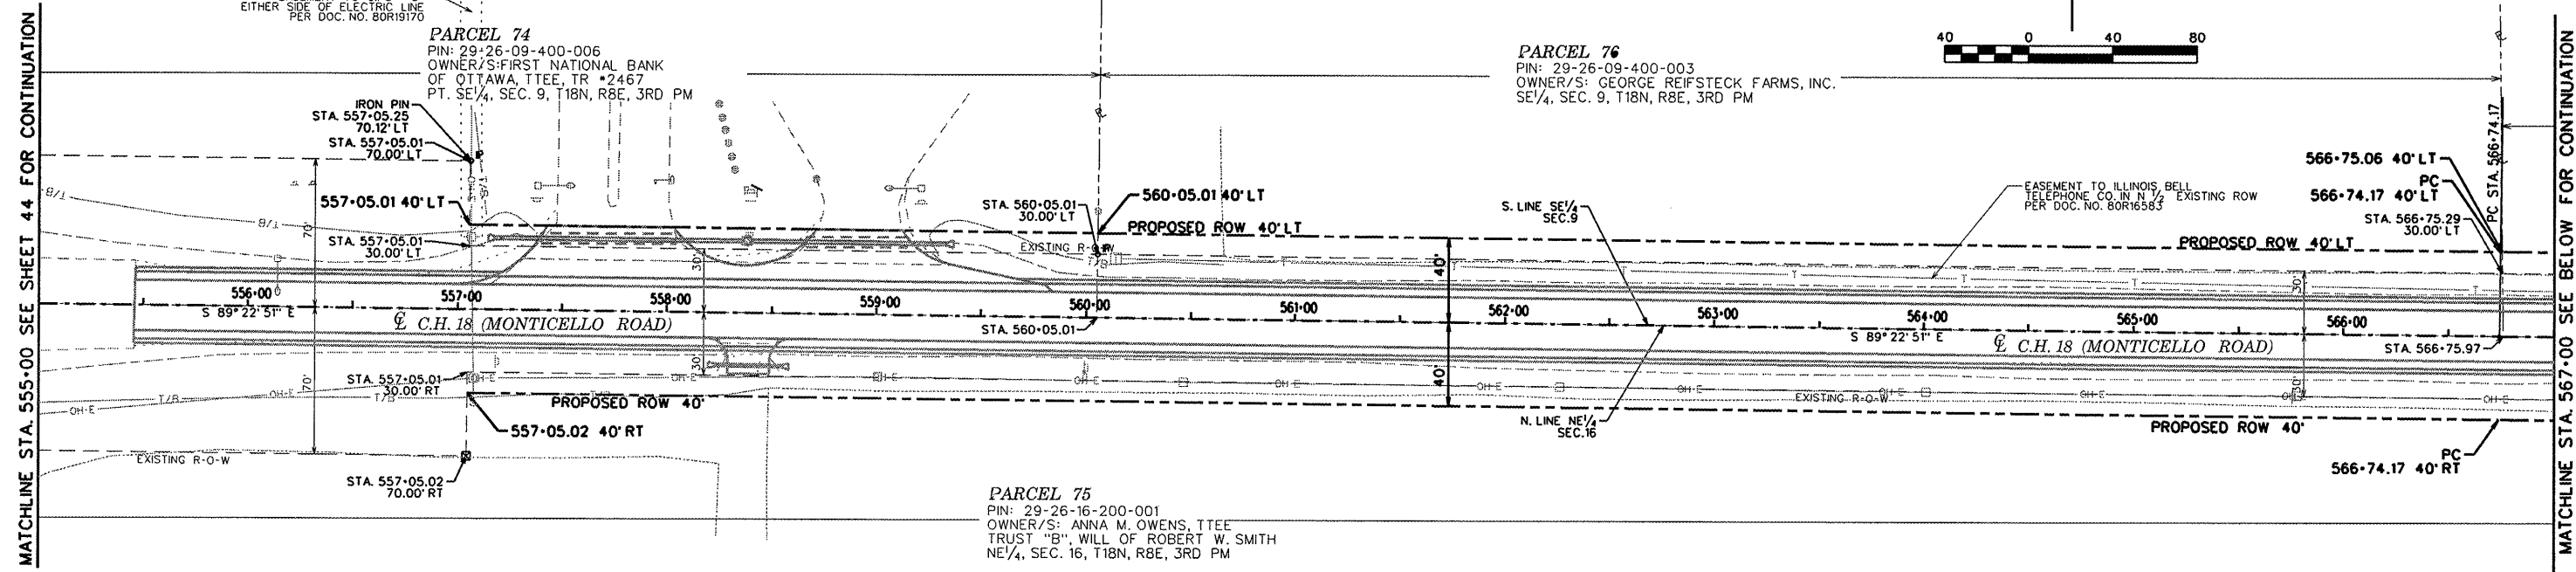 EITHER SIDE OF ELECTRIC LINE
PER DOC. NO. 80R19170
MATCHLINE STA. 555+00 SEE SHEET 44 FOR CONTINUATION
PARCEL 74
PIN: 29-26-09-400-006
OWNER/S:FIRST NATIONAL BANK
OF OTTAWA, TTEE, TR #2467
PT. SE1/4, SEC. 9, T18N, R8E, 3RD PM
PARCEL 76
PIN: 29-26-09-400-003
OWNER/S: GEORGE REIFSTECK FARMS, INC.
SE1/4, SEC. 9, T18N, R8E, 3RD PM
40 0 40 80
IRON PIN
STA. 557+05.25
70.12' LT
STA. 557+05.01
70.00' LT
557+05.01 40' LT
STA. 557+05.01
30.00' LT
T/B
T/B
70'
STA. 560+05.01
30.00' LT
560+05.01 40' LT
PROPOSED ROW 40' LT
EXISTING R-O-W
T/B
S. LINE SE1/4
SEC.9
EASEMENT TO ILLINOIS BELL
TELEPHONE CO. IN N 1/2 EXISTING ROW
PER DOC. NO. 80R16583
PC STA. 566+74.17
566+75.06 40' LT
PC
566+74.17 40' LT
STA. 566+75.29
30.00' LT
PROPOSED ROW 40' LT
30'
40'
30'
556+00 557+00 558+00 559+00 560+00 561+00 562+00 563+00 564+00 565+00 566+00
S 89° 22' 51" E
℄ C.H. 18 (MONTICELLO ROAD)
STA. 560+05.01
S 89° 22' 51" E
℄ C.H. 18 (MONTICELLO ROAD)
STA. 566+75.97
70'
30'
40'
30'
STA. 557+05.01
30.00' RT
OH-E T/B OH-E T/B OH-E OH-E OH-E OH-E OH-E OH-E OH-E OH-E OH-E OH-E OH-E
EXISTING R-O-W
PROPOSED ROW 40'
557+05.02 40' RT
N. LINE NE1/4
SEC.16
PROPOSED ROW 40'
PC
566+74.17 40' RT
EXISTING R-O-W
STA. 557+05.02
70.00' RT
PARCEL 75
PIN: 29-26-16-200-001
OWNER/S: ANNA M. OWENS, TTEE
TRUST "B", WILL OF ROBERT W. SMITH
NE1/4, SEC. 16, T18N, R8E, 3RD PM
MATCHLINE STA. 567+00 SEE BELOW FOR CONTINUATION